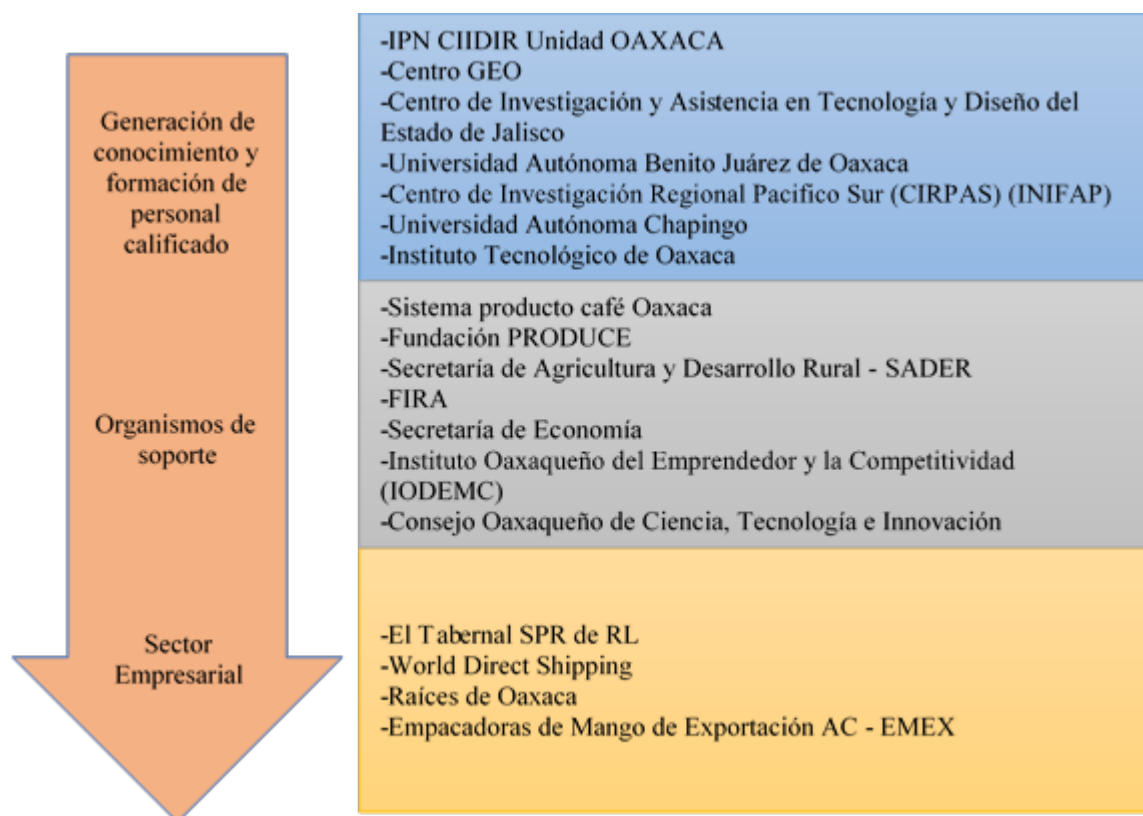 Generación de
conocimiento y
formación de
personal
calificado
-IPN CIIDIR Unidad OAXACA
-Centro GEO
-Centro de Investigación y Asistencia en Tecnología y Diseño del
Estado de Jalisco
-Universidad Autónoma Benito Juárez de Oaxaca
-Centro de Investigación Regional Pacifico Sur (CIRPAS) (INIFAP)
-Universidad Autónoma Chapingo
-Instituto Tecnológico de Oaxaca
Organismos de
soporte
-Sistema producto café Oaxaca
-Fundación PRODUCE
-Secretaría de Agricultura y Desarrollo Rural - SADER
-FIRA
-Secretaría de Economía
-Instituto Oaxaqueño del Emprendedor y la Competitividad
(IODEMC)
-Consejo Oaxaqueño de Ciencia, Tecnología e Innovación
Sector
Empresarial
-El Tabernal SPR de RL
-World Direct Shipping
-Raíces de Oaxaca
-Empacadoras de Mango de Exportación AC - EMEX